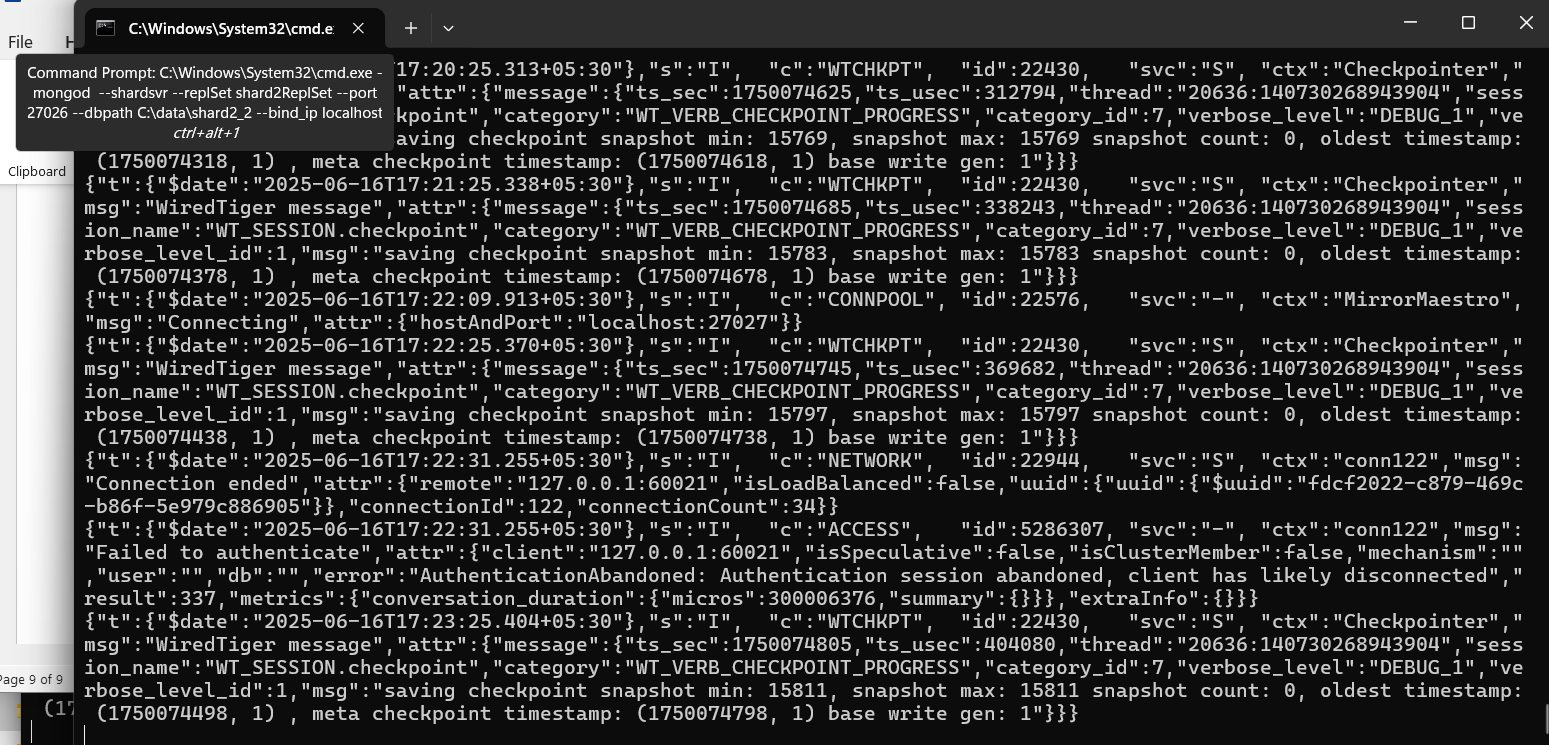 C:\Windows\System32\cmd.e
File
H
Command Prompt: C:\Windows\System32\cmd.exe -
mongod --shardsvr --replSet shard2ReplSet --port
27026 --dbpath C:\data\shard2_2 --bind_ip localhost
ctrl+alt+1
Clipboard
17:20:25.313+05:30"},"s":"I", "c":"WTCHKPT", "id":22430, "svc":"S", "ctx":"Checkpointer","
"attr":{"message":{"ts_sec":1750074625,"ts_usec":312794,"thread":"20636:140730268943904","sess
kpoint","category":"WT_VERB_CHECKPOINT_PROGRESS","category_id":7,"verbose_level":"DEBUG_1","ve
aving checkpoint snapshot min: 15769, snapshot max: 15769 snapshot count: 0, oldest timestamp:
(1750074318, 1) , meta checkpoint timestamp: (1750074618, 1) base write gen: 1"}}}
{"t":{"$date":"2025-06-16T17:21:25.338+05:30"},"s":"I", "c":"WTCHKPT", "id":22430, "svc":"S", "ctx":"Checkpointer","
msg":"WiredTiger message","attr":{"message":{"ts_sec":1750074685,"ts_usec":338243,"thread":"20636:140730268943904","sess
ion_name":"WT_SESSION.checkpoint","category":"WT_VERB_CHECKPOINT_PROGRESS","category_id":7,"verbose_level":"DEBUG_1","ve
rbose_level_id":1,"msg":"saving checkpoint snapshot min: 15783, snapshot max: 15783 snapshot count: 0, oldest timestamp:
(1750074378, 1) , meta checkpoint timestamp: (1750074678, 1) base write gen: 1"}}}
{"t":{"$date":"2025-06-16T17:22:09.913+05:30"},"s":"I", "c":"CONNPOOL", "id":22576, "svc":"-", "ctx":"MirrorMaestro",
"msg":"Connecting","attr":{"hostAndPort":"localhost:27027"}}
{"t":{"$date":"2025-06-16T17:22:25.370+05:30"},"s":"I", "c":"WTCHKPT", "id":22430, "svc":"S", "ctx":"Checkpointer","
msg":"WiredTiger message","attr":{"message":{"ts_sec":1750074745,"ts_usec":369682,"thread":"20636:140730268943904","sess
ion_name":"WT_SESSION.checkpoint","category":"WT_VERB_CHECKPOINT_PROGRESS","category_id":7,"verbose_level":"DEBUG_1","ve
rbose_level_id":1,"msg":"saving checkpoint snapshot min: 15797, snapshot max: 15797 snapshot count: 0, oldest timestamp:
(1750074438, 1) , meta checkpoint timestamp: (1750074738, 1) base write gen: 1"}}}
{"t":{"$date":"2025-06-16T17:22:31.255+05:30"},"s":"I", "c":"NETWORK", "id":22944, "svc":"S", "ctx":"conn122","msg":
"Connection ended","attr":{"remote":"127.0.0.1:60021","isLoadBalanced":false,"uuid":{"uuid":{"$uuid":"fdcf2022-c879-469c
-b86f-5e979c886905"}},"connectionId":122,"connectionCount":34}}
{"t":{"$date":"2025-06-16T17:22:31.255+05:30"},"s":"I", "c":"ACCESS", "id":5286307, "svc":"-", "ctx":"conn122","msg":
"Failed to authenticate","attr":{"client":"127.0.0.1:60021","isSpeculative":false,"isClusterMember":false,"mechanism":""
,"user":"","db":"","error":"AuthenticationAbandoned: Authentication session abandoned, client has likely disconnected","
result":337,"metrics":{"conversation_duration":{"micros":300006376,"summary":{}}},"extraInfo":{}}}
{"t":{"$date":"2025-06-16T17:23:25.404+05:30"},"s":"I", "c":"WTCHKPT", "id":22430, "svc":"S", "ctx":"Checkpointer","
msg":"WiredTiger message","attr":{"message":{"ts_sec":1750074805,"ts_usec":404080,"thread":"20636:140730268943904","sess
ion_name":"WT_SESSION.checkpoint","category":"WT_VERB_CHECKPOINT_PROGRESS","category_id":7,"verbose_level":"DEBUG_1","ve
rbose_level_id":1,"msg":"saving checkpoint snapshot min: 15811, snapshot max: 15811 snapshot count: 0, oldest timestamp:
(1750074498, 1) , meta checkpoint timestamp: (1750074798, 1) base write gen: 1"}}}
Page 9 of 9
(17